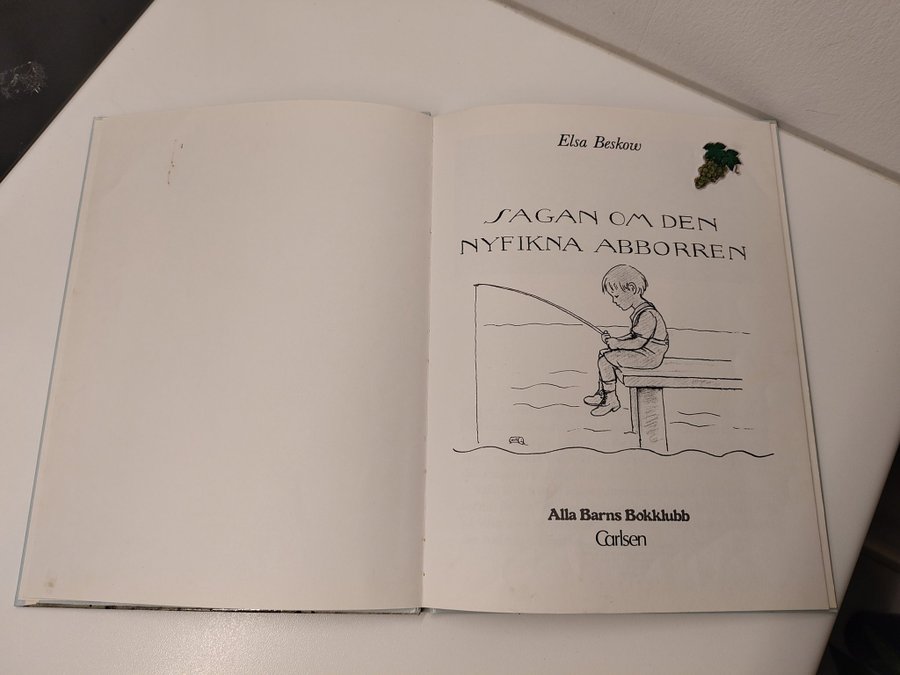 Elsa Beskow
SAGAN OM DEN
NYFIKNA ABBORREN
Alla Barns Bokklubb
Carlsen